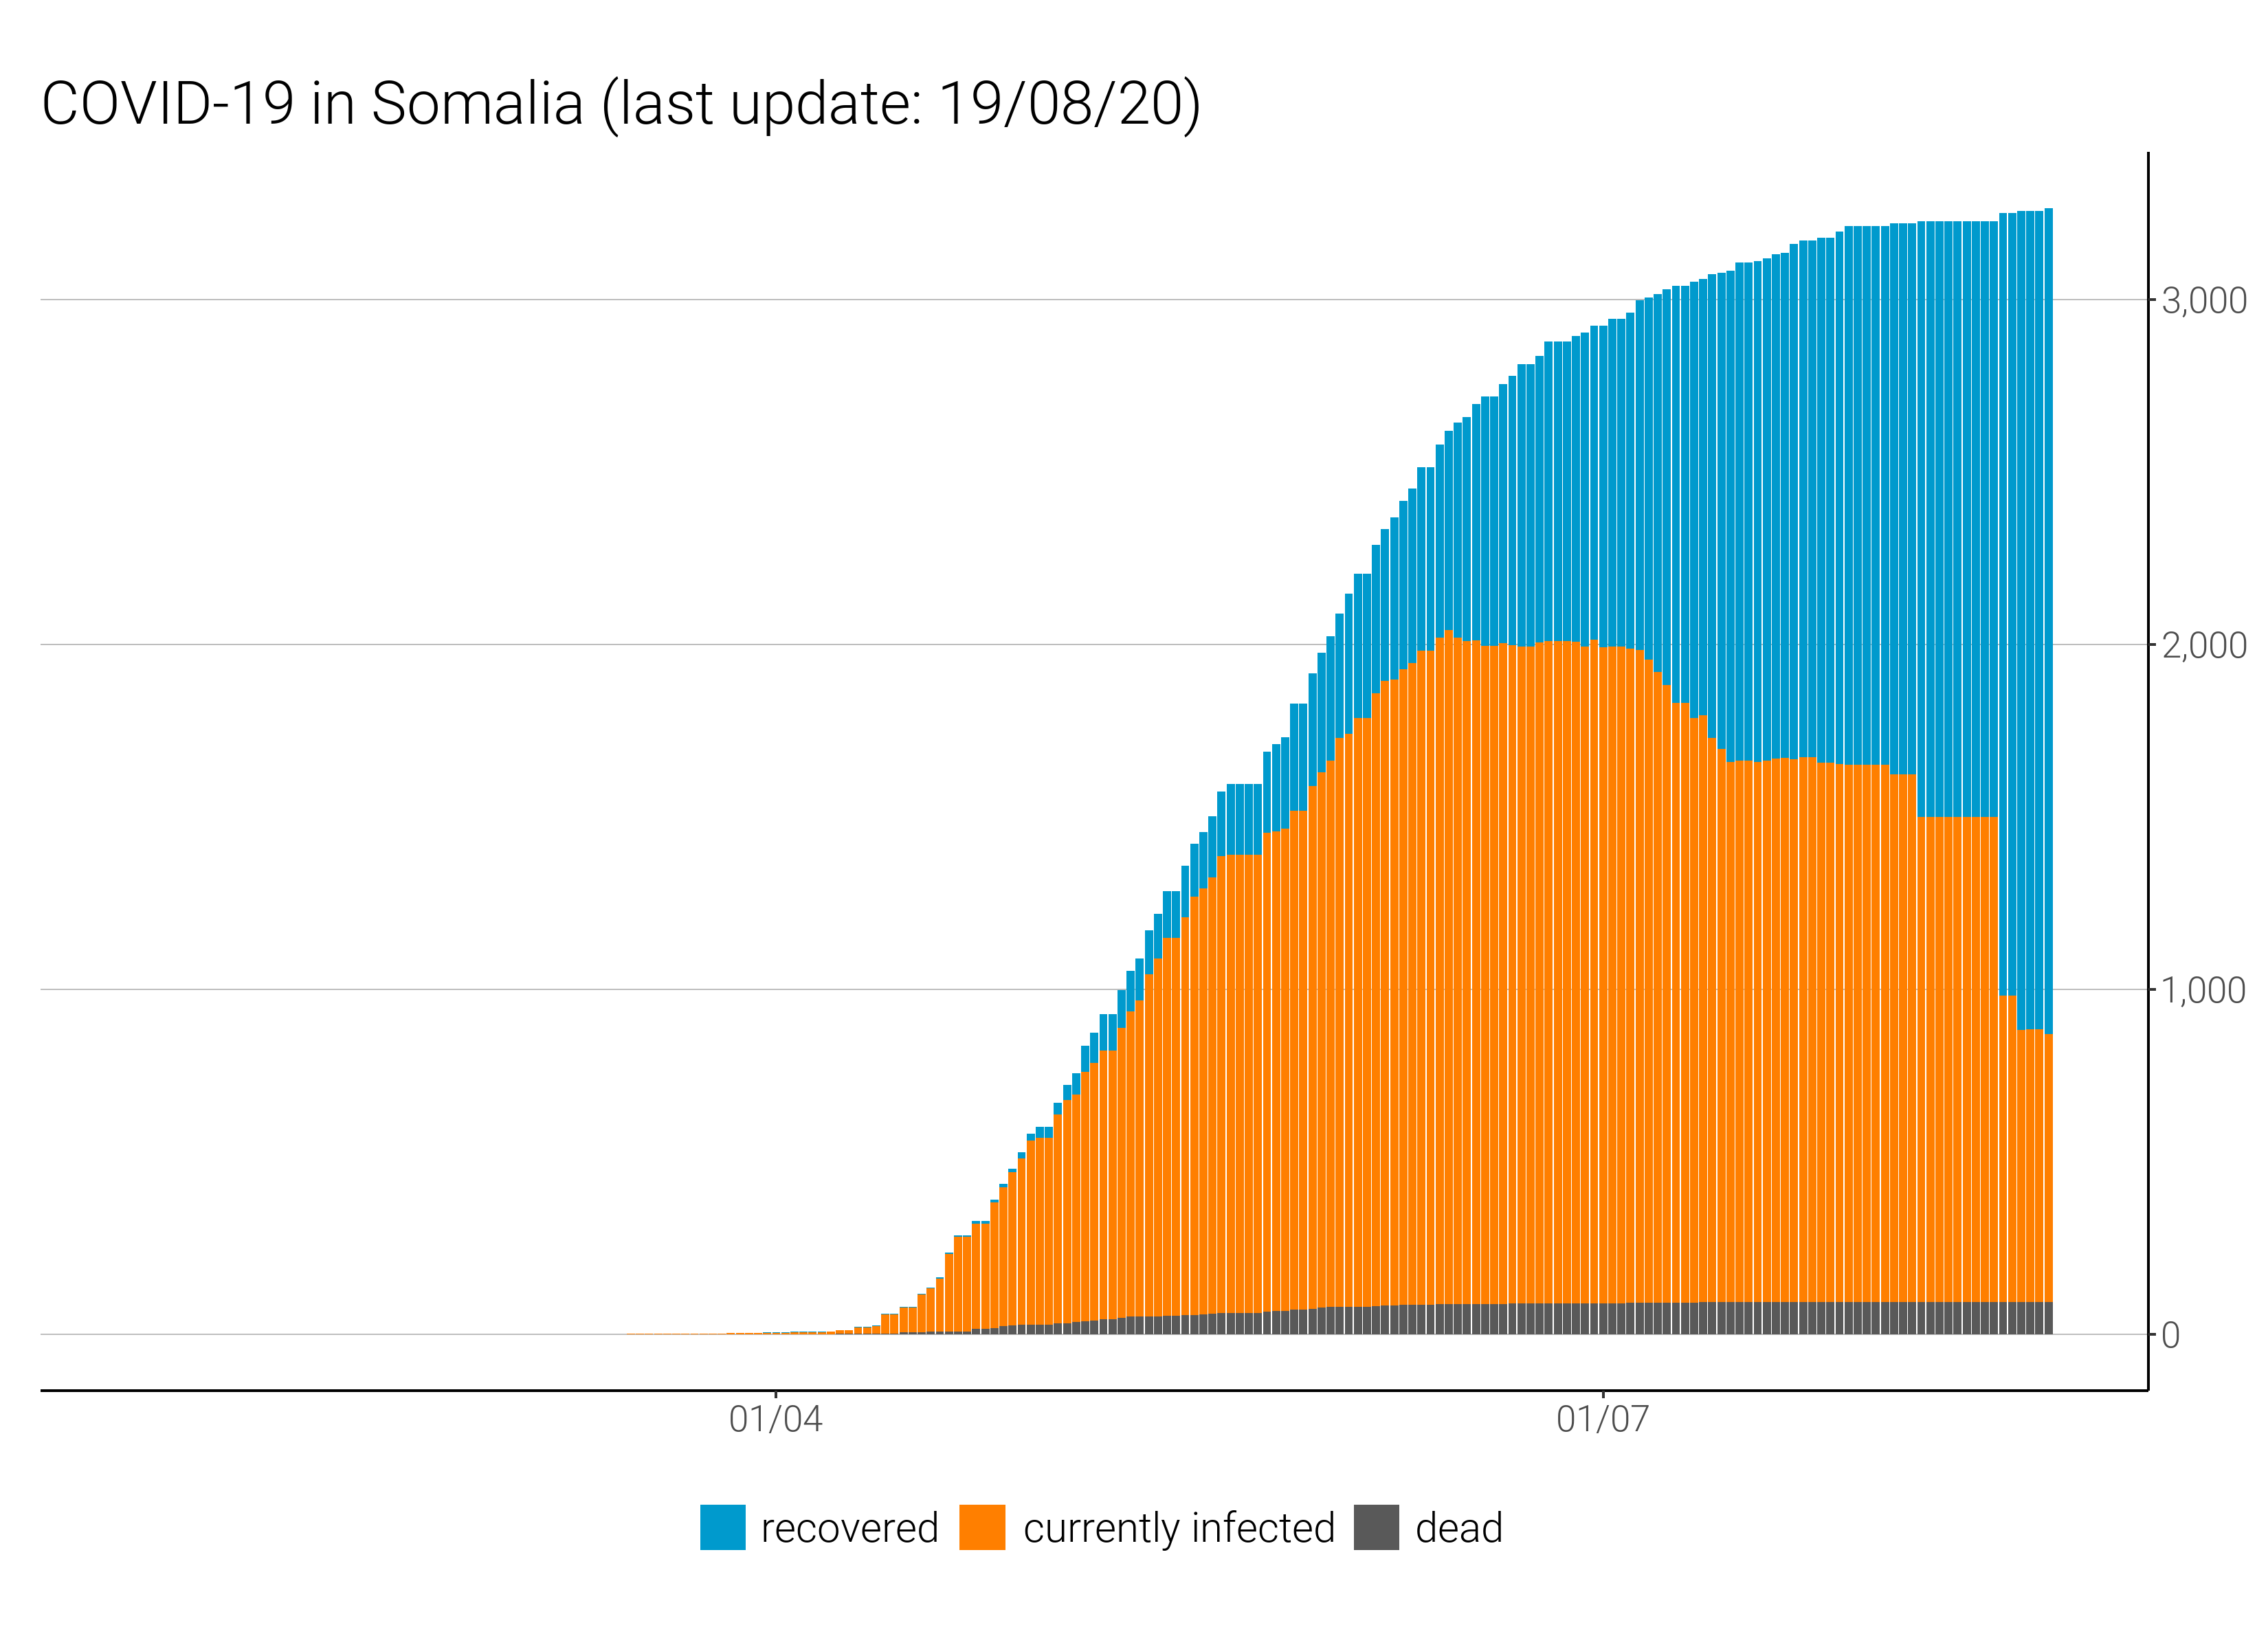 COVID-19 in Somalia (last update: 19/08/20)
3,000
2,000
1,000
0
01/04 01/07
recovered currently infected dead